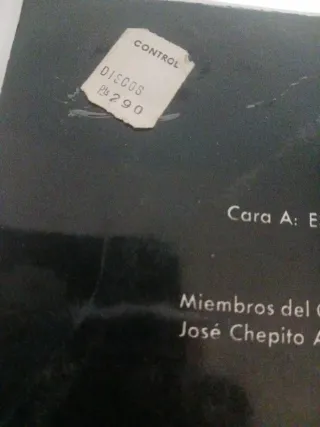 CONTROL
DISCOS
290
Cara A: E
Miembros del
José Chepito A